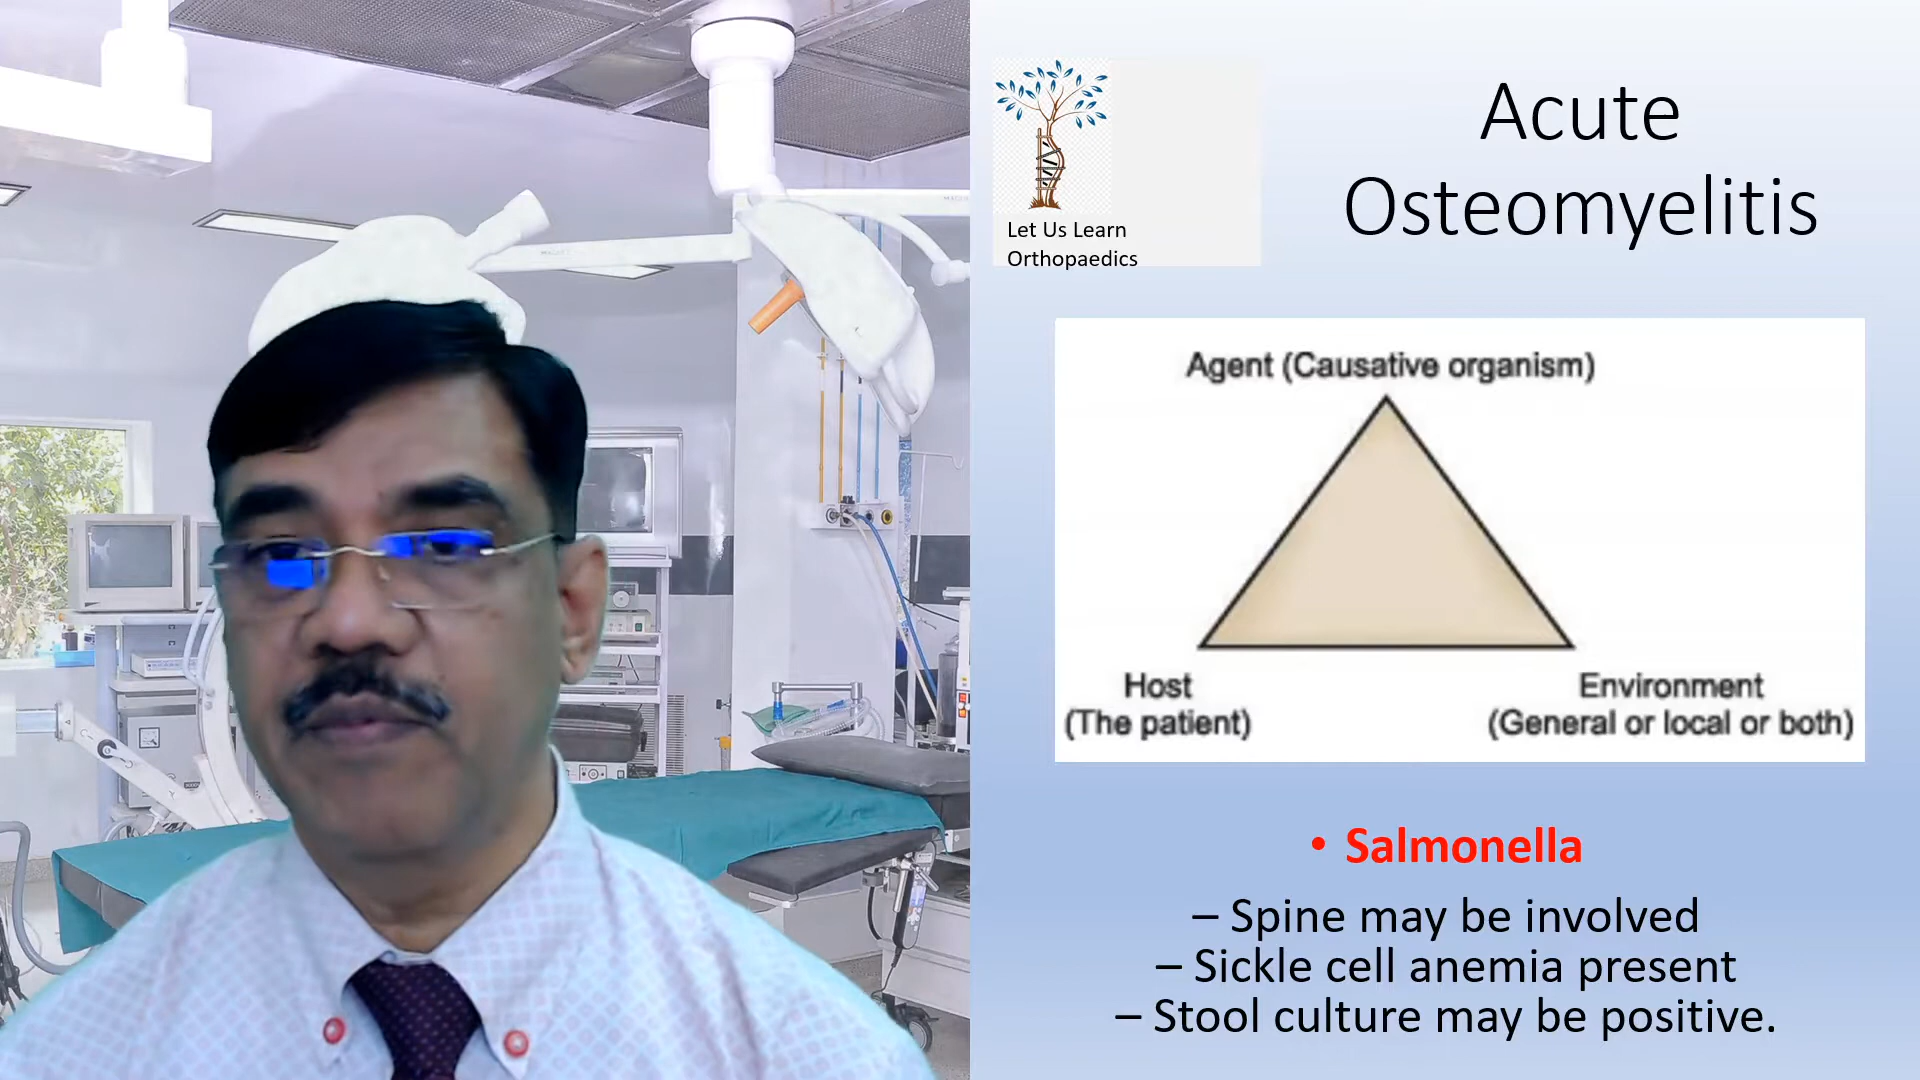 Let Us Learn
Orthopaedics
Acute
Osteomyelitis
Agent (Causative organism)
Host
(The patient)
Environment
(General or local or both)
• Salmonella
– Spine may be involved
– Sickle cell anemia present
– Stool culture may be positive.